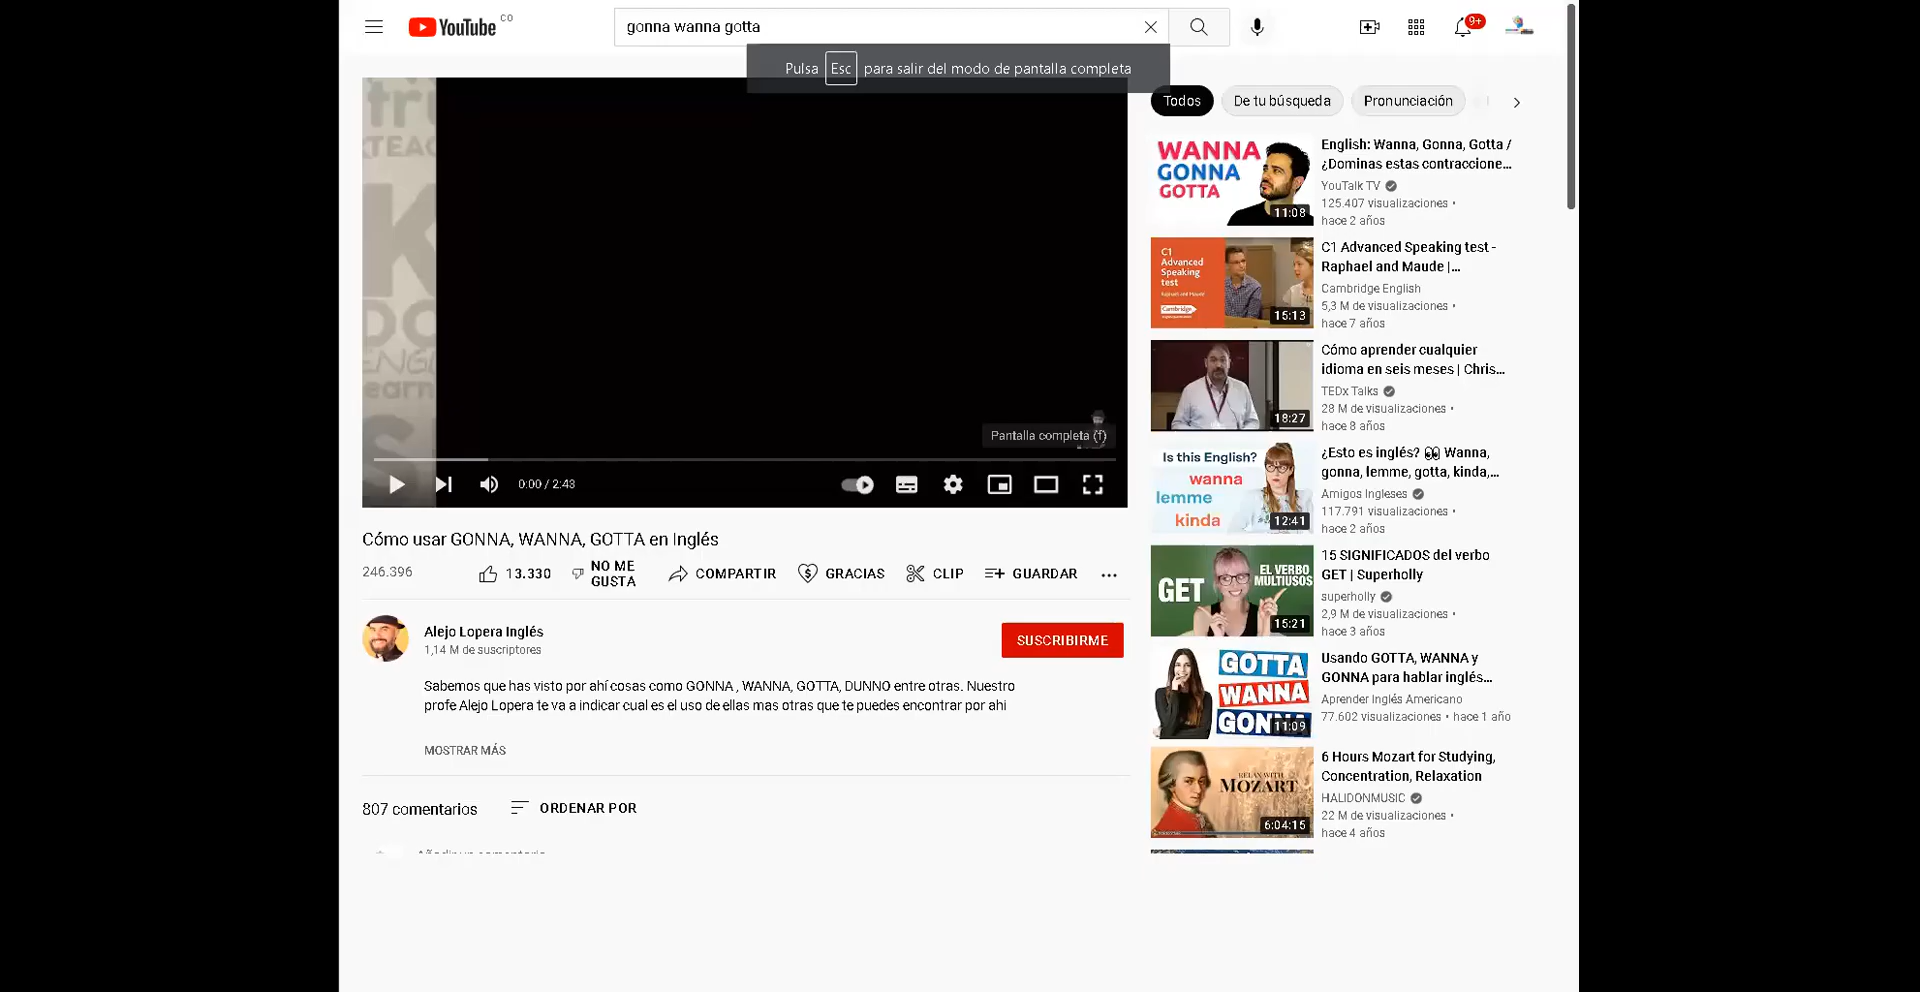 YouTube CO
gonna wanna gotta
9+
Pulsa Esc para salir del modo de pantalla completa
TEAC
K
learn
Pantalla completa (f)
0:00 / 2:43
Cómo usar GONNA, WANNA, GOTTA en Inglés
246.396
13.330
NO ME
GUSTA
COMPARTIR
GRACIAS
CLIP
GUARDAR
Alejo Lopera Inglés
1,14 M de suscriptores
SUSCRIBIRME
Sabemos que has visto por ahí cosas como GONNA , WANNA, GOTTA, DUNNO entre otras. Nuestro
profe Alejo Lopera te va a indicar cual es el uso de ellas mas otras que te puedes encontrar por ahi
MOSTRAR MÁS
807 comentarios
ORDENAR POR
Todos
De tu búsqueda
Pronunciación
WANNA
GONNA
GOTTA
11:08
English: Wanna, Gonna, Gotta /
¿Dominas estas contraccione...
YouTalk TV
125.407 visualizaciones •
hace 2 años
C1
Advanced
Speaking
test
Raphael and Maude
Cambridge
15:13
C1 Advanced Speaking test -
Raphael and Maude |...
Cambridge English
5,3 M de visualizaciones •
hace 7 años
18:27
Cómo aprender cualquier
idioma en seis meses | Chris...
TEDx Talks
28 M de visualizaciones •
hace 8 años
Is this English?
wanna
lemme
kinda
12:41
¿Esto es inglés? 👀 Wanna,
gonna, lemme, gotta, kinda,...
Amigos Ingleses
117.791 visualizaciones •
hace 2 años
GET
EL VERBO
MULTIUSOS
15:21
15 SIGNIFICADOS del verbo
GET | Superholly
superholly
2,9 M de visualizaciones •
hace 3 años
GOTTA
WANNA
GONNA
11:09
Usando GOTTA, WANNA y
GONNA para hablar inglés...
Aprender Inglés Americano
77.602 visualizaciones • hace 1 año
RELAX WITH
MOZART
6:04:15
6 Hours Mozart for Studying,
Concentration, Relaxation
HALIDONMUSIC
22 M de visualizaciones •
hace 4 años